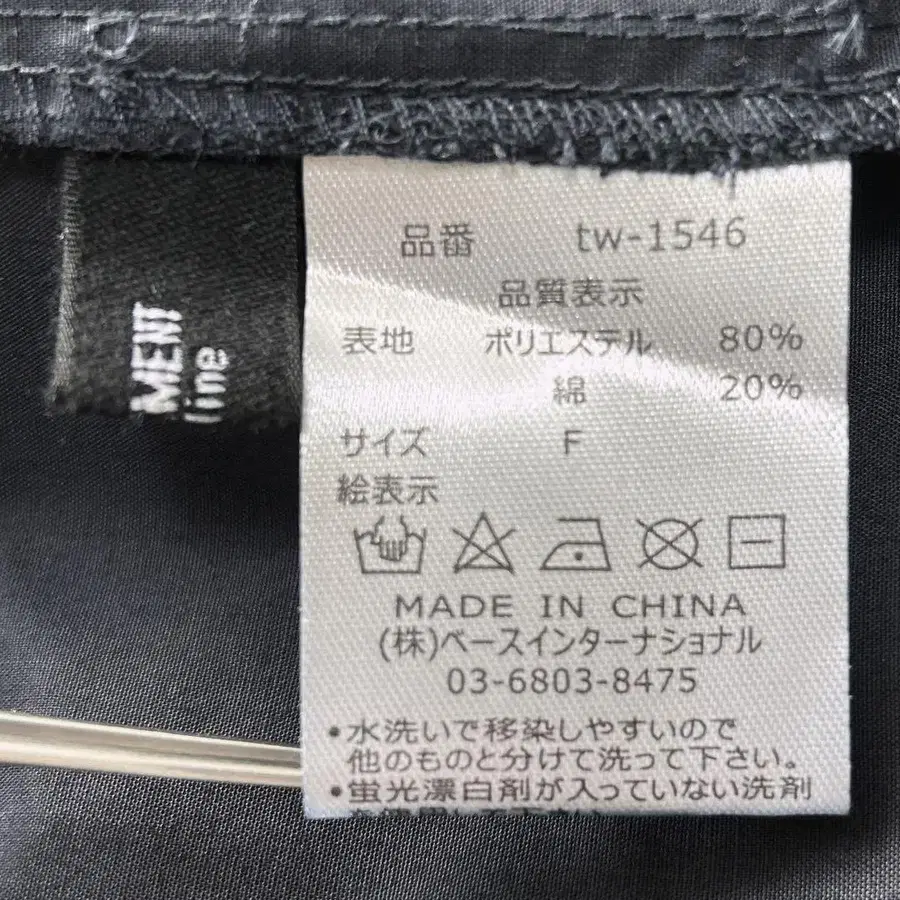 MENT
line
品番 tw-1546
品質表示
表地 ポリエステル 80%
綿 20%
サイズ F
絵表示
MADE IN CHINA
(株)ベースインターナショナル
03-6803-8475
•水洗いで移染しやすいので
他のものと分けて洗って下さい。
•蛍光漂白剤が入っていない洗剤